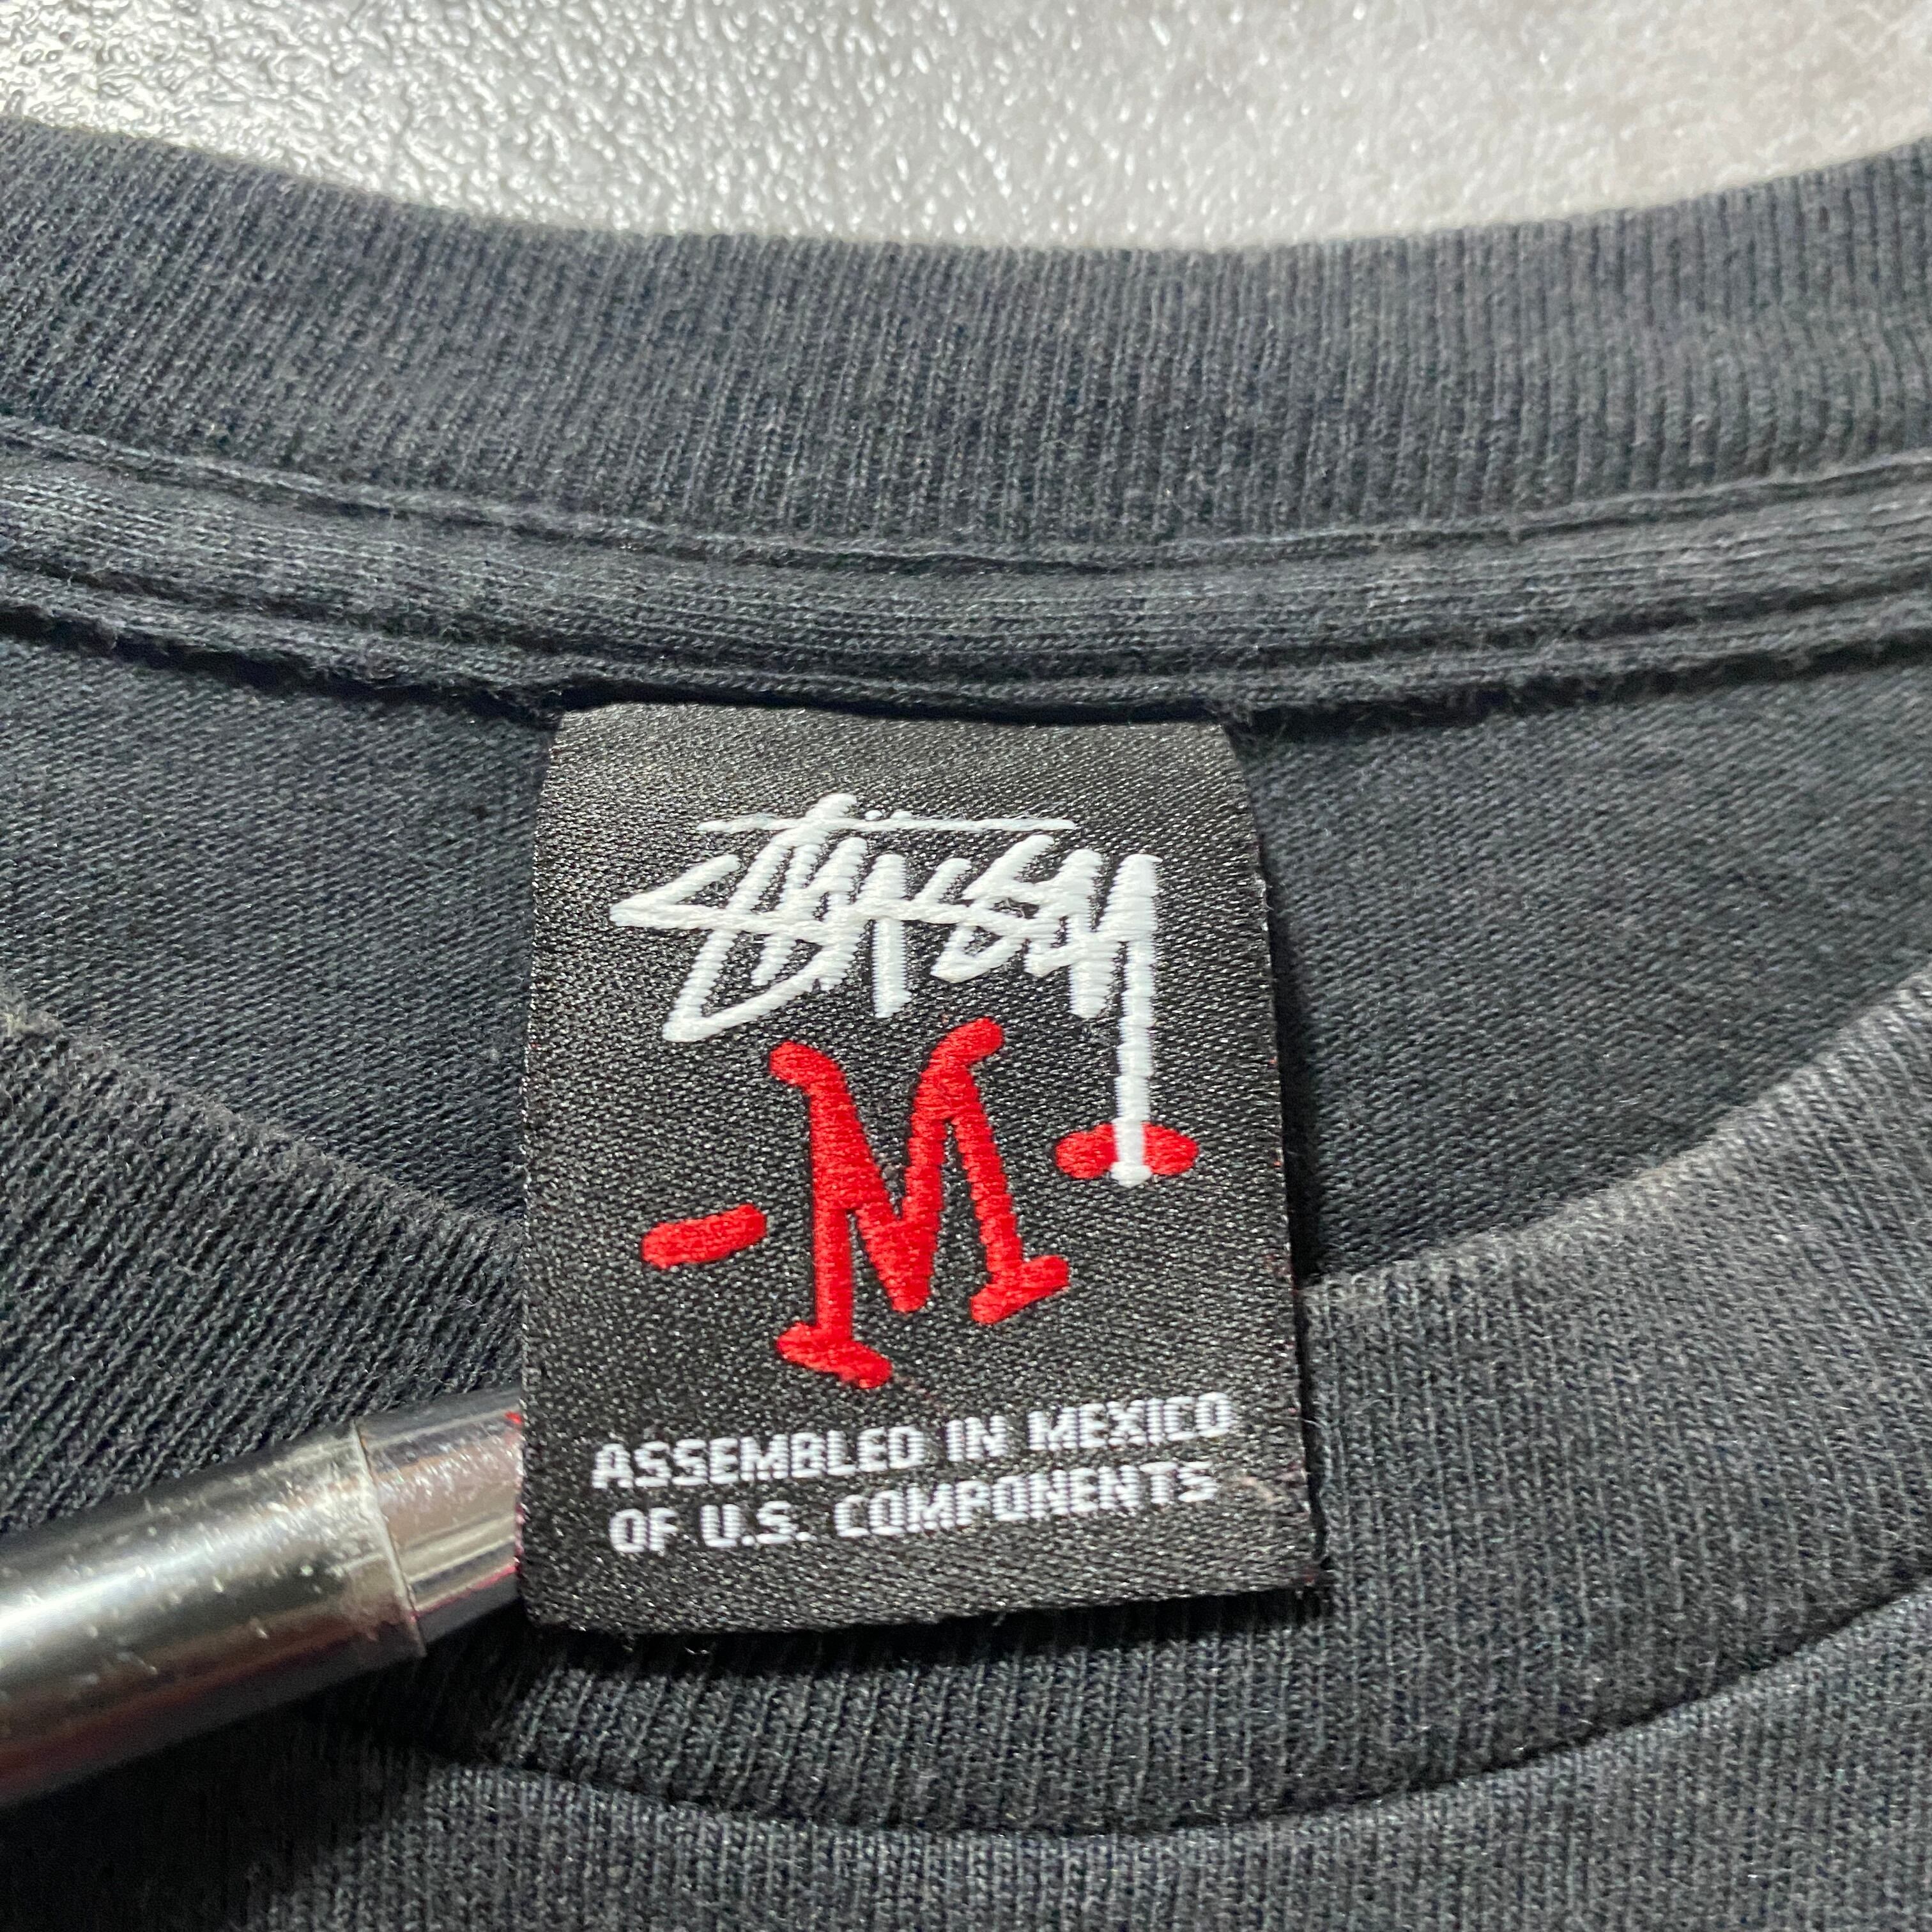 Stüssy
-M-
ASSEMBLED IN MEXICO
OF U.S. COMPONENTS